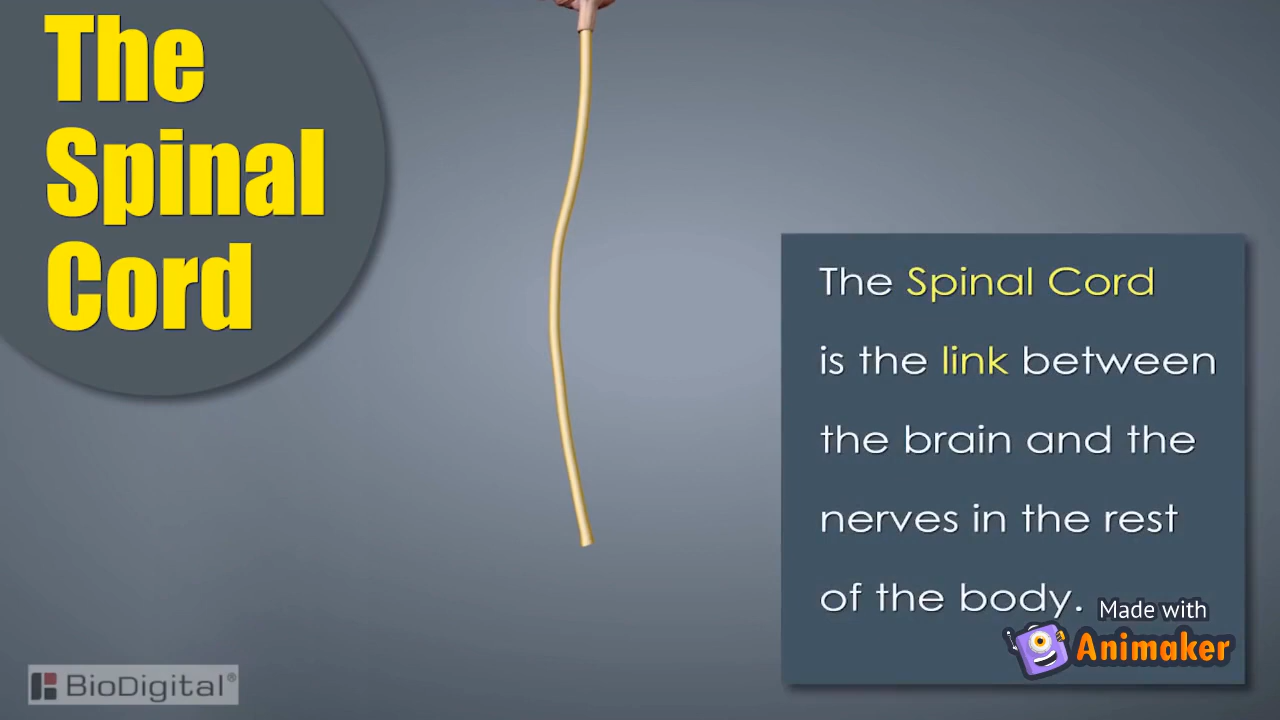 The
Spinal
Cord
The Spinal Cord
is the link between
the brain and the
nerves in the rest
of the body.
Made with
Animaker
BioDigital®